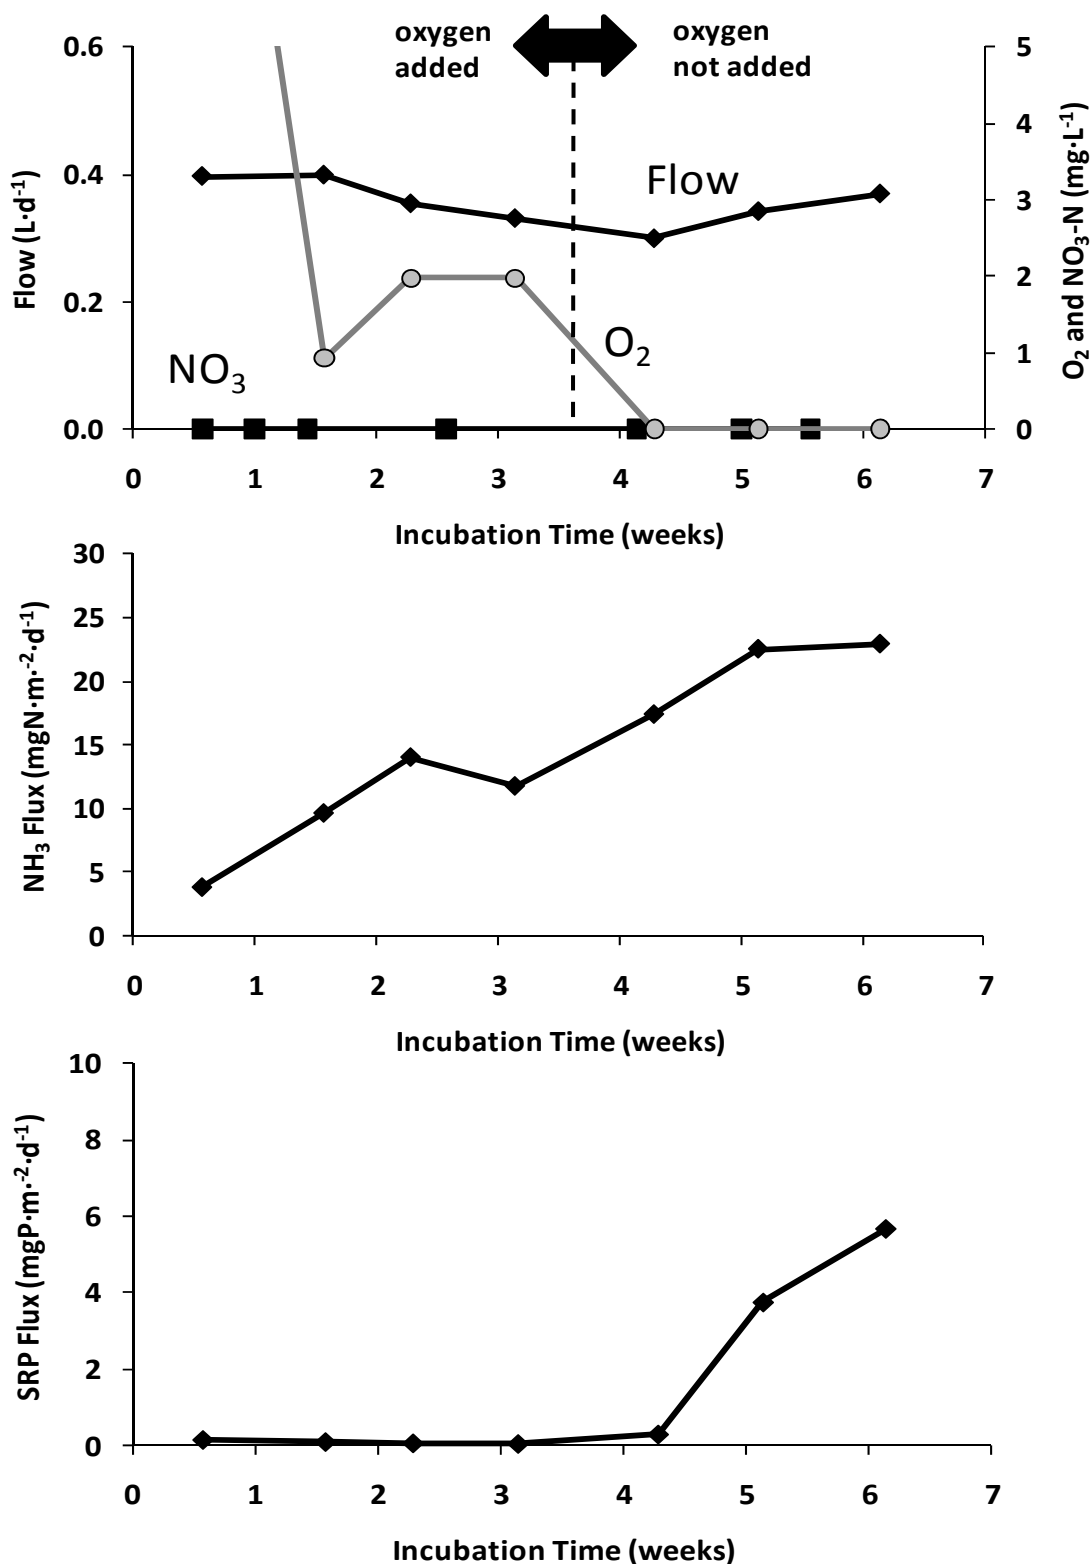 oxygen added
oxygen not added
0.6
0.4
0.2
0.0
5
4
3
2
1
0
Flow (L·d⁻¹)
O₂ and NO₃-N (mg·L⁻¹)
Flow
NO₃
O₂
0 1 2 3 4 5 6 7
Incubation Time (weeks)
30
25
20
15
10
5
0
NH₃ Flux (mgN·m·⁻²·d⁻¹)
0 1 2 3 4 5 6 7
Incubation Time (weeks)
10
8
6
4
2
0
SRP Flux (mgP·m·⁻²·d⁻¹)
0 1 2 3 4 5 6 7
Incubation Time (weeks)